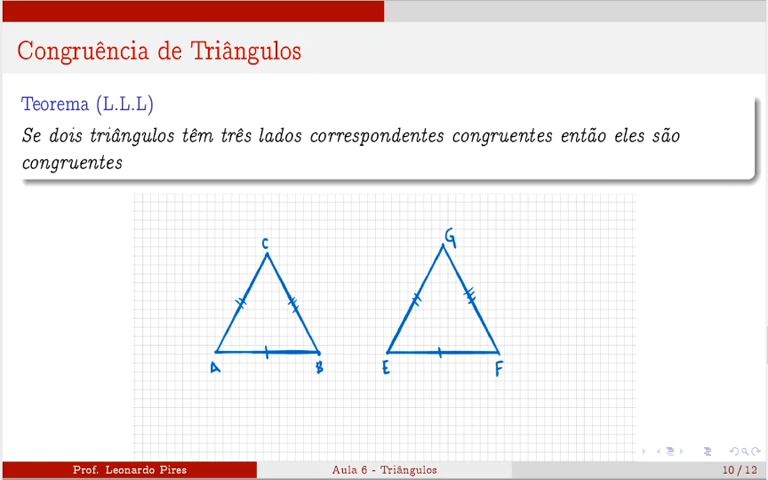 Congruência de Triângulos
Teorema (L.L.L)
Se dois triângulos têm três lados correspondentes congruentes então eles são
congruentes
C
G
A
B
E
F
Prof. Leonardo Pires
Aula 6 - Triângulos
10 / 12